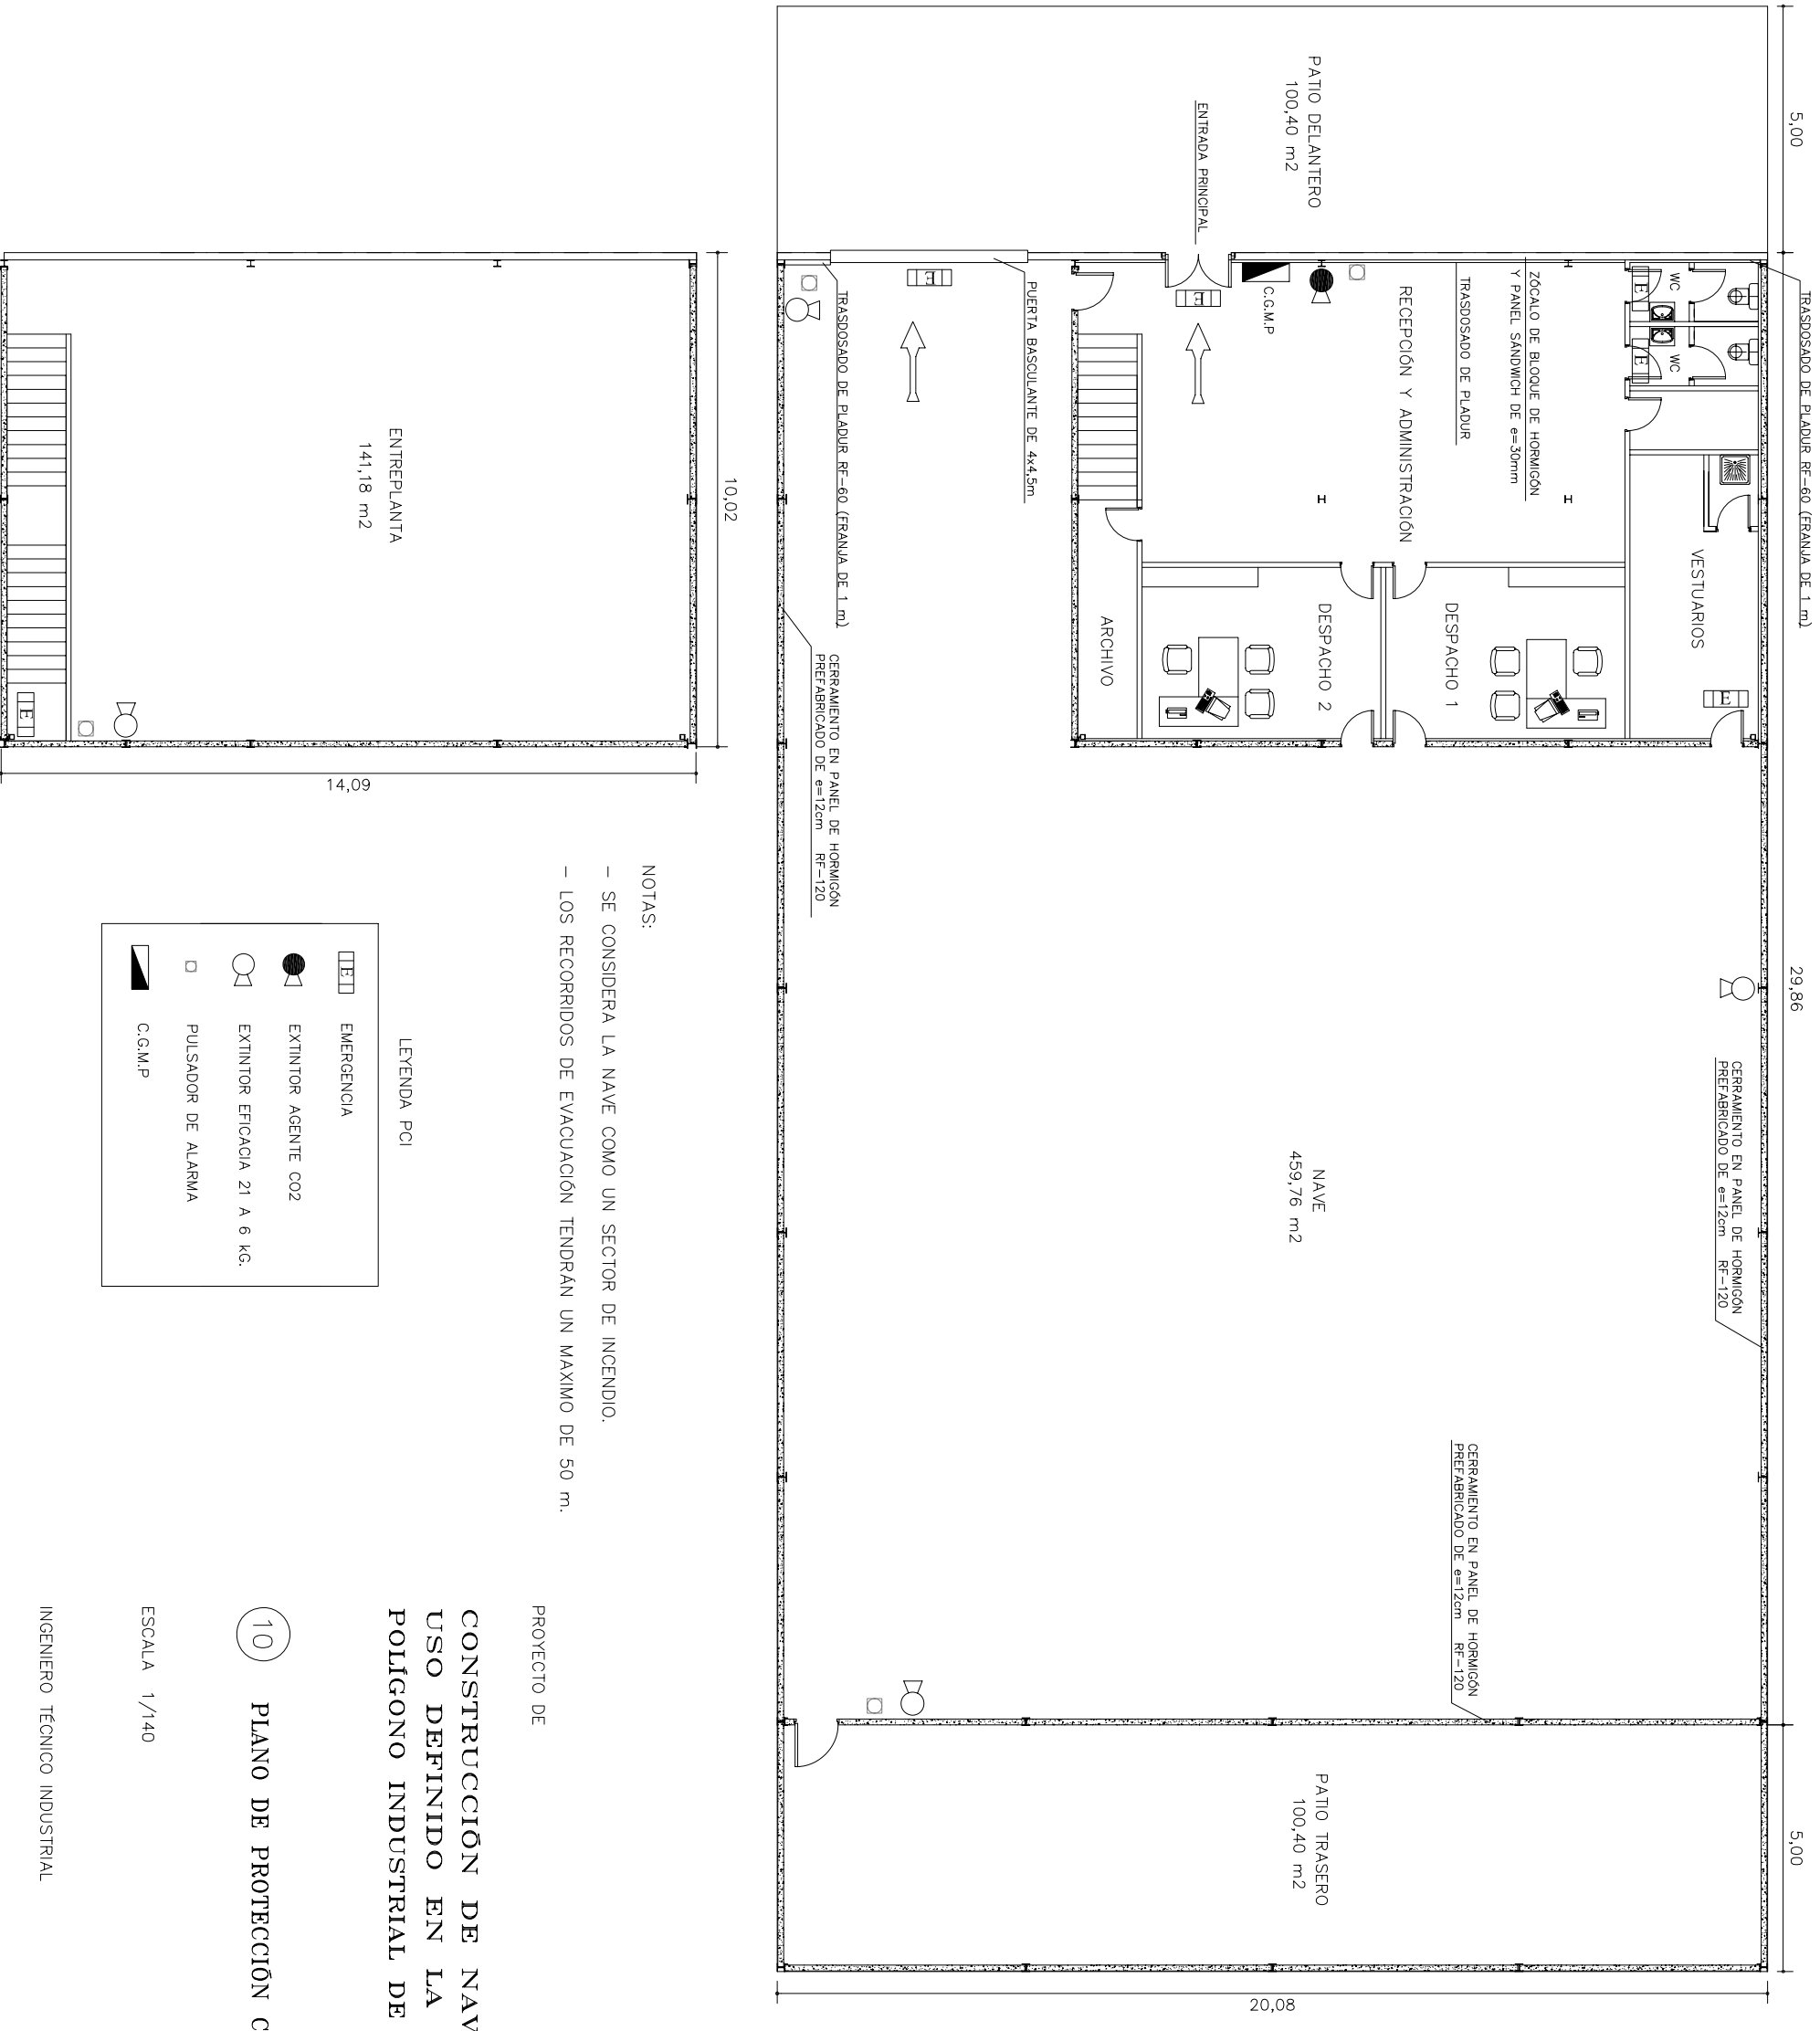 5,00
29,86
5,00
TRASDOSADO DE PLADUR RF-60 (FRANJA DE 1 m)
WC
WC
VESTUARIOS
CERRAMIENTO EN PANEL DE HORMIGÓN
PREFABRICADO DE e=12cm RF-120
ZÓCALO DE BLOQUE DE HORMIGÓN
Y PANEL SÁNDWICH DE e=30mm
TRASDOSADO DE PLADUR
RECEPCIÓN Y ADMINISTRACIÓN
DESPACHO 1
DESPACHO 2
ARCHIVO
CERRAMIENTO EN PANEL DE HORMIGÓN
PREFABRICADO DE e=12cm RF-120
PATIO DELANTERO
100,40 m2
ENTRADA PRINCIPAL
C.G.M.P
NAVE
459,76 m2
PATIO TRASERO
100,40 m2
20,08
PUERTA BASCULANTE DE 4x4,5m
TRASDOSADO DE PLADUR RF-60 (FRANJA DE 1 m)
CERRAMIENTO EN PANEL DE HORMIGÓN
PREFABRICADO DE e=12cm RF-120
E
E
E
E
E
10,02
ENTREPLANTA
141,18 m2
E
14,09
NOTAS:
- SE CONSIDERA LA NAVE COMO UN SECTOR DE INCENDIO.
- LOS RECORRIDOS DE EVACUACIÓN TENDRÁN UN MAXIMO DE 50 m.
LEYENDA PCI
E EMERGENCIA
EXTINTOR AGENTE CO2
EXTINTOR EFICACIA 21 A 6 KG.
PULSADOR DE ALARMA
C.G.M.P
PROYECTO DE
CONSTRUCCIÓN DE NAV
USO DEFINIDO EN LA
POLÍGONO INDUSTRIAL DE
10 PLANO DE PROTECCIÓN C
ESCALA 1/140
INGENIERO TÉCNICO INDUSTRIAL